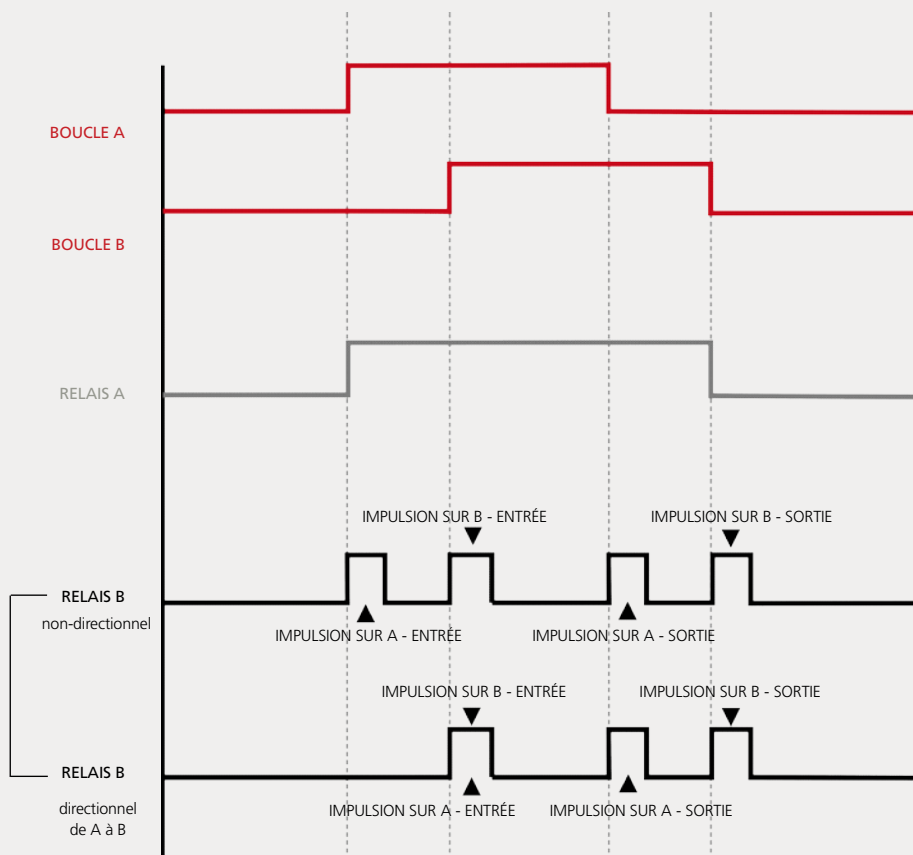 BOUCLE A
BOUCLE B
RELAIS A
IMPULSION SUR B - ENTRÉE
IMPULSION SUR B - SORTIE
RELAIS B
non-directionnel
IMPULSION SUR A - ENTRÉE
IMPULSION SUR A - SORTIE
IMPULSION SUR B - ENTRÉE
IMPULSION SUR B - SORTIE
RELAIS B
directionnel
de A à B
IMPULSION SUR A - ENTRÉE
IMPULSION SUR A - SORTIE